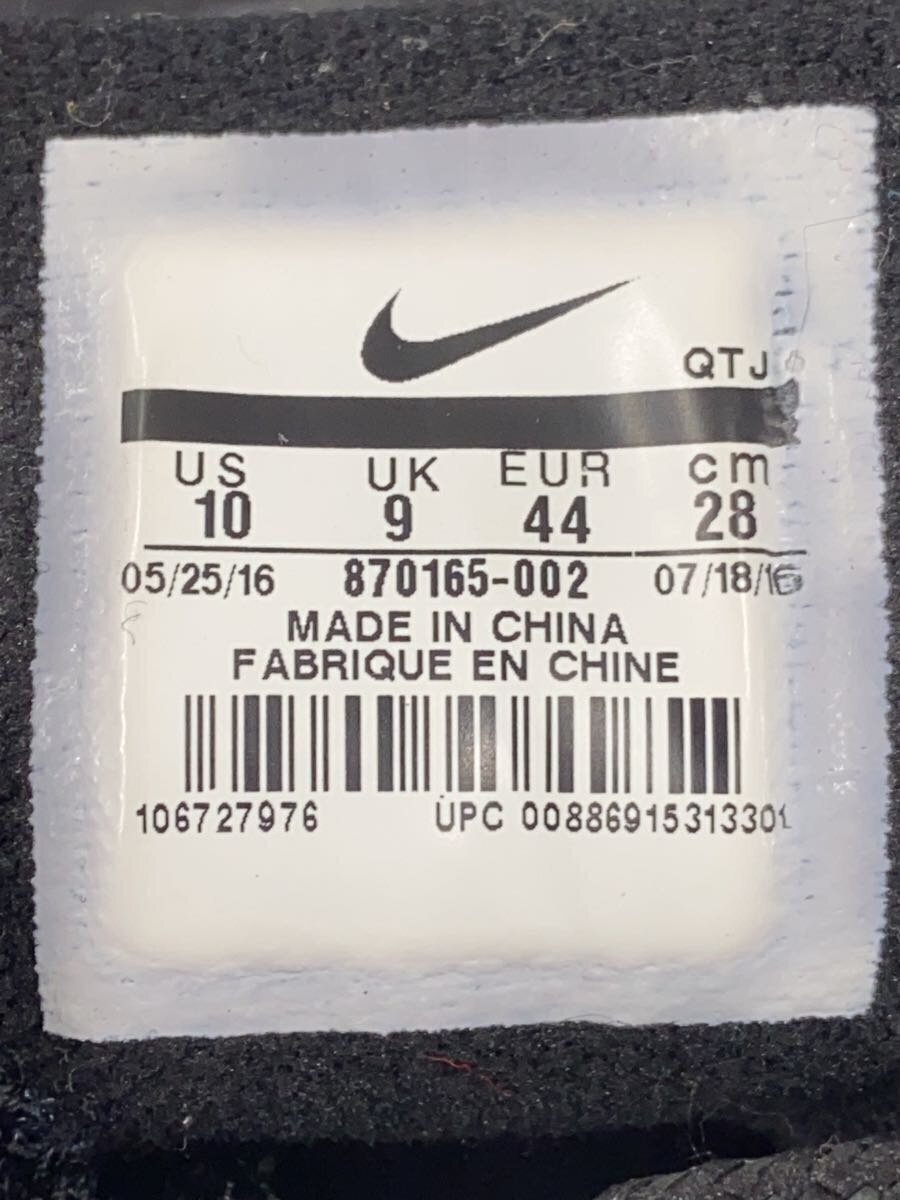 QTJ
US UK EUR cm
10 9 44 28
05/25/16 870165-002 07/18/16
MADE IN CHINA
FABRIQUE EN CHINE
106727976 UPC 00886915313301